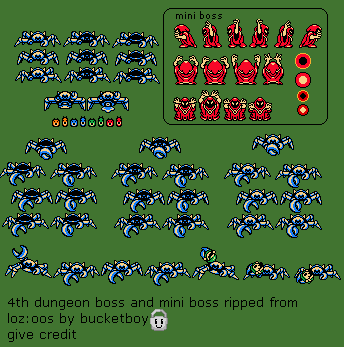 mini boss
4th dungeon boss and mini boss ripped from
loz:oos by bucketboy
give credit